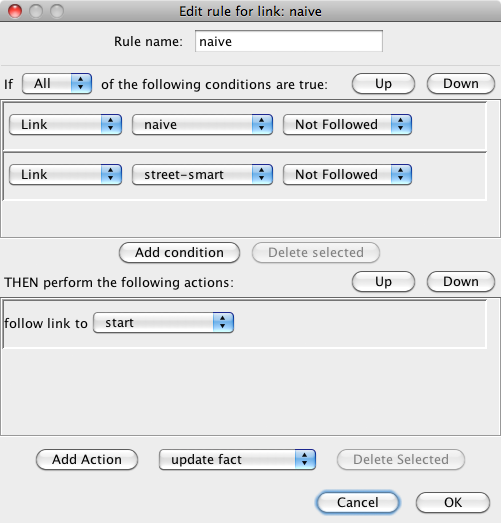 Edit rule for link: naive
Rule name: naive
If All of the following conditions are true: Up Down
Link naive Not Followed
Link street-smart Not Followed
Add condition Delete selected
THEN perform the following actions: Up Down
follow link to start
Add Action update fact Delete Selected
Cancel OK